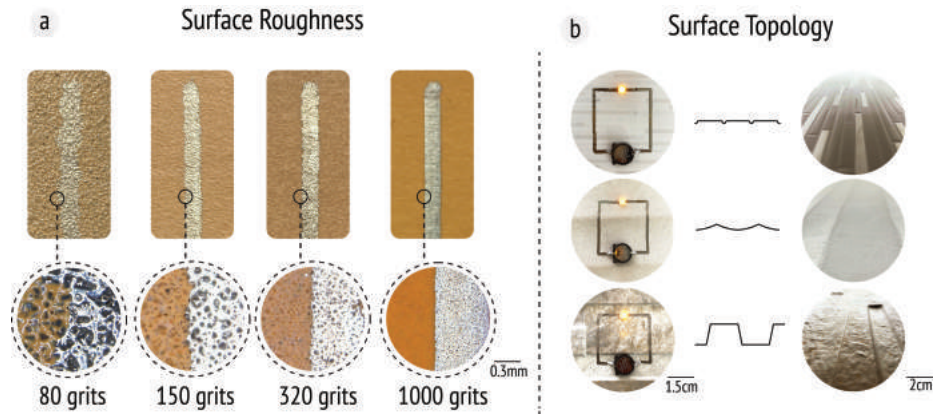 a Surface Roughness
80 grits 150 grits 320 grits 1000 grits
0.3mm
b Surface Topology
1.5cm
2cm